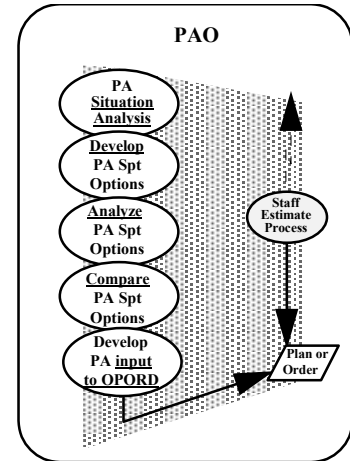 PAO
PA
Situation
Analysis
Develop
PA Spt
Options
Analyze
PA Spt
Options
Compare
PA Spt
Options
Develop
PA input
to OPORD
Staff
Estimate
Process
Plan or
Order